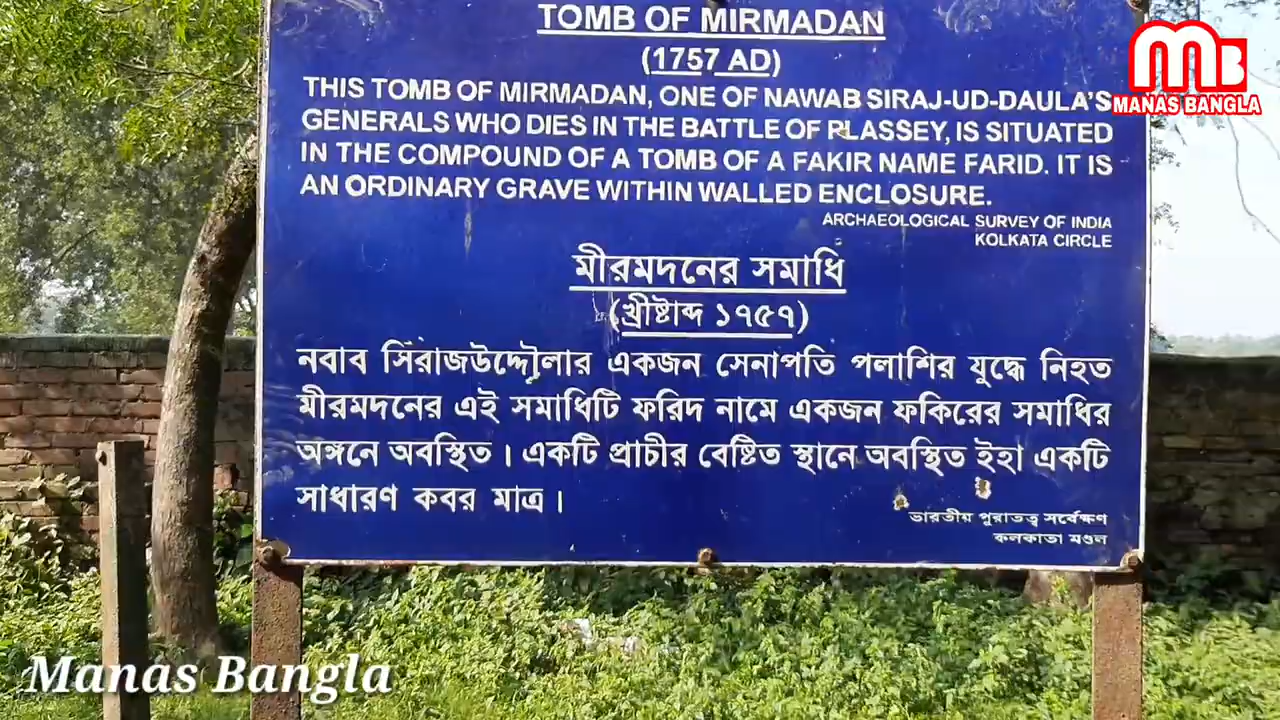 TOMB OF MIRMADAN
(1757 AD)
THIS TOMB OF MIRMADAN, ONE OF NAWAB SIRAJ-UD-DAULA'S
GENERALS WHO DIES IN THE BATTLE OF PLASSEY, IS SITUATED
IN THE COMPOUND OF A TOMB OF A FAKIR NAME FARID. IT IS
AN ORDINARY GRAVE WITHIN WALLED ENCLOSURE.
ARCHAEOLOGICAL SURVEY OF INDIA
KOLKATA CIRCLE
মীরমদনের সমাধি
(খ্রীষ্টাব্দ ১৭৫৭)
নবাব সিরাজউদ্দৌলার একজন সেনাপতি পলাশির যুদ্ধে নিহত
মীরমদনের এই সমাধিটি ফরিদ নামে একজন ফকিরের সমাধির
অঙ্গনে অবস্থিত। একটি প্রাচীর বেষ্টিত স্থানে অবস্থিত ইহা একটি
সাধারণ কবর মাত্র।
ভারতীয় পুরাতত্ত্ব সর্বেক্ষণ
কলকাতা মণ্ডল
MB
MANAS BANGLA
Manas Bangla